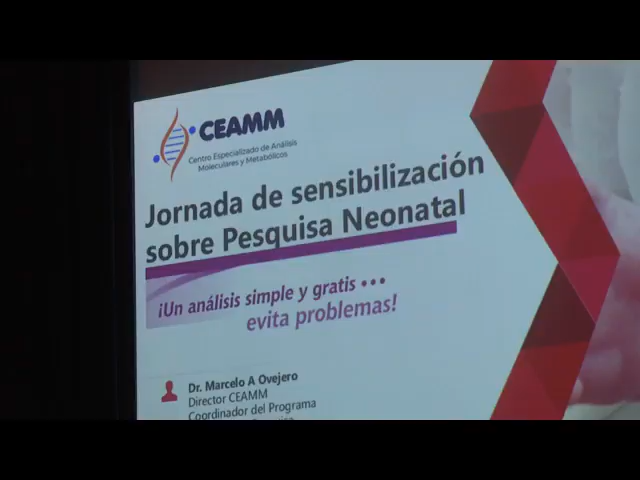 CEAMM
Centro Especializado de Análisis
Moleculares y Metabólicos
Jornada de sensibilización
sobre Pesquisa Neonatal
¡Un análisis simple y gratis •••
evita problemas!
Dr. Marcelo A Ovejero
Director CEAMM
Coordinador del Programa